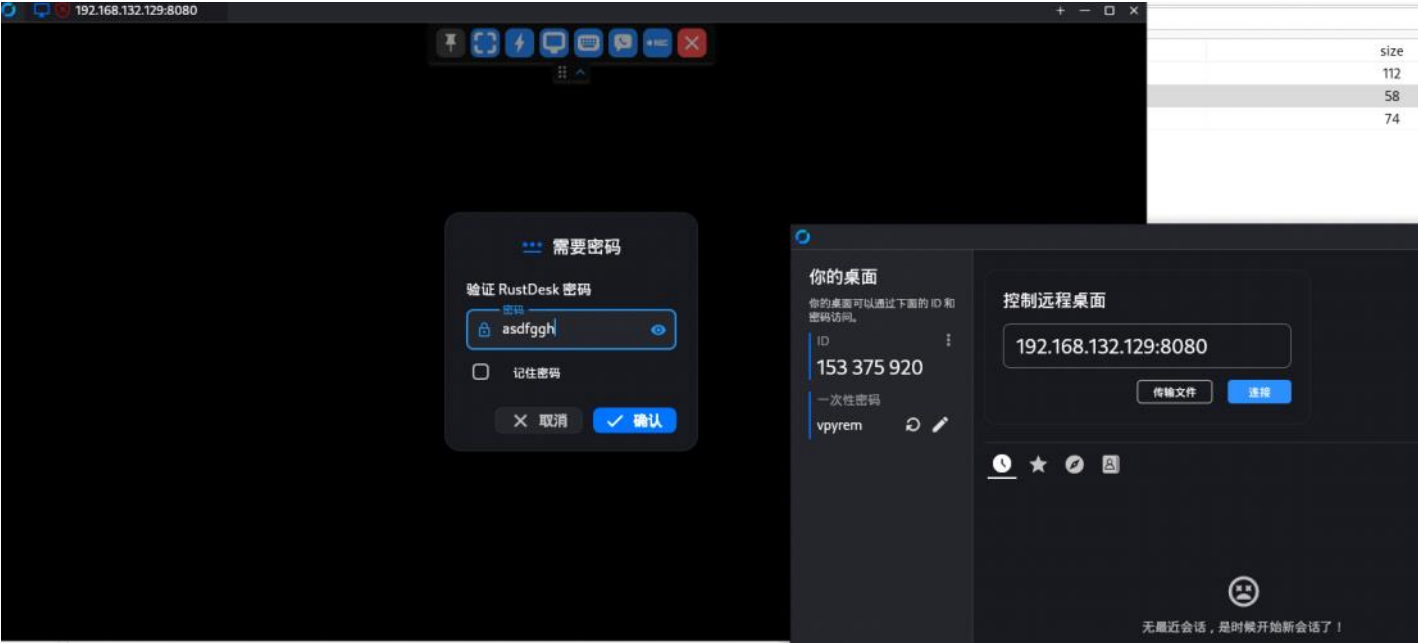 192.168.132.129:8080
size
112
58
74
需要密码
验证 RustDesk 密码
密码
asdfggh
记住密码
取消
确认
你的桌面
你的桌面可以通过下面的 ID 和
密码访问。
ID
153 375 920
一次性密码
vpyrem
控制远程桌面
192.168.132.129:8080
传输文件
连接
无最近会话，是时候开始新会话了！